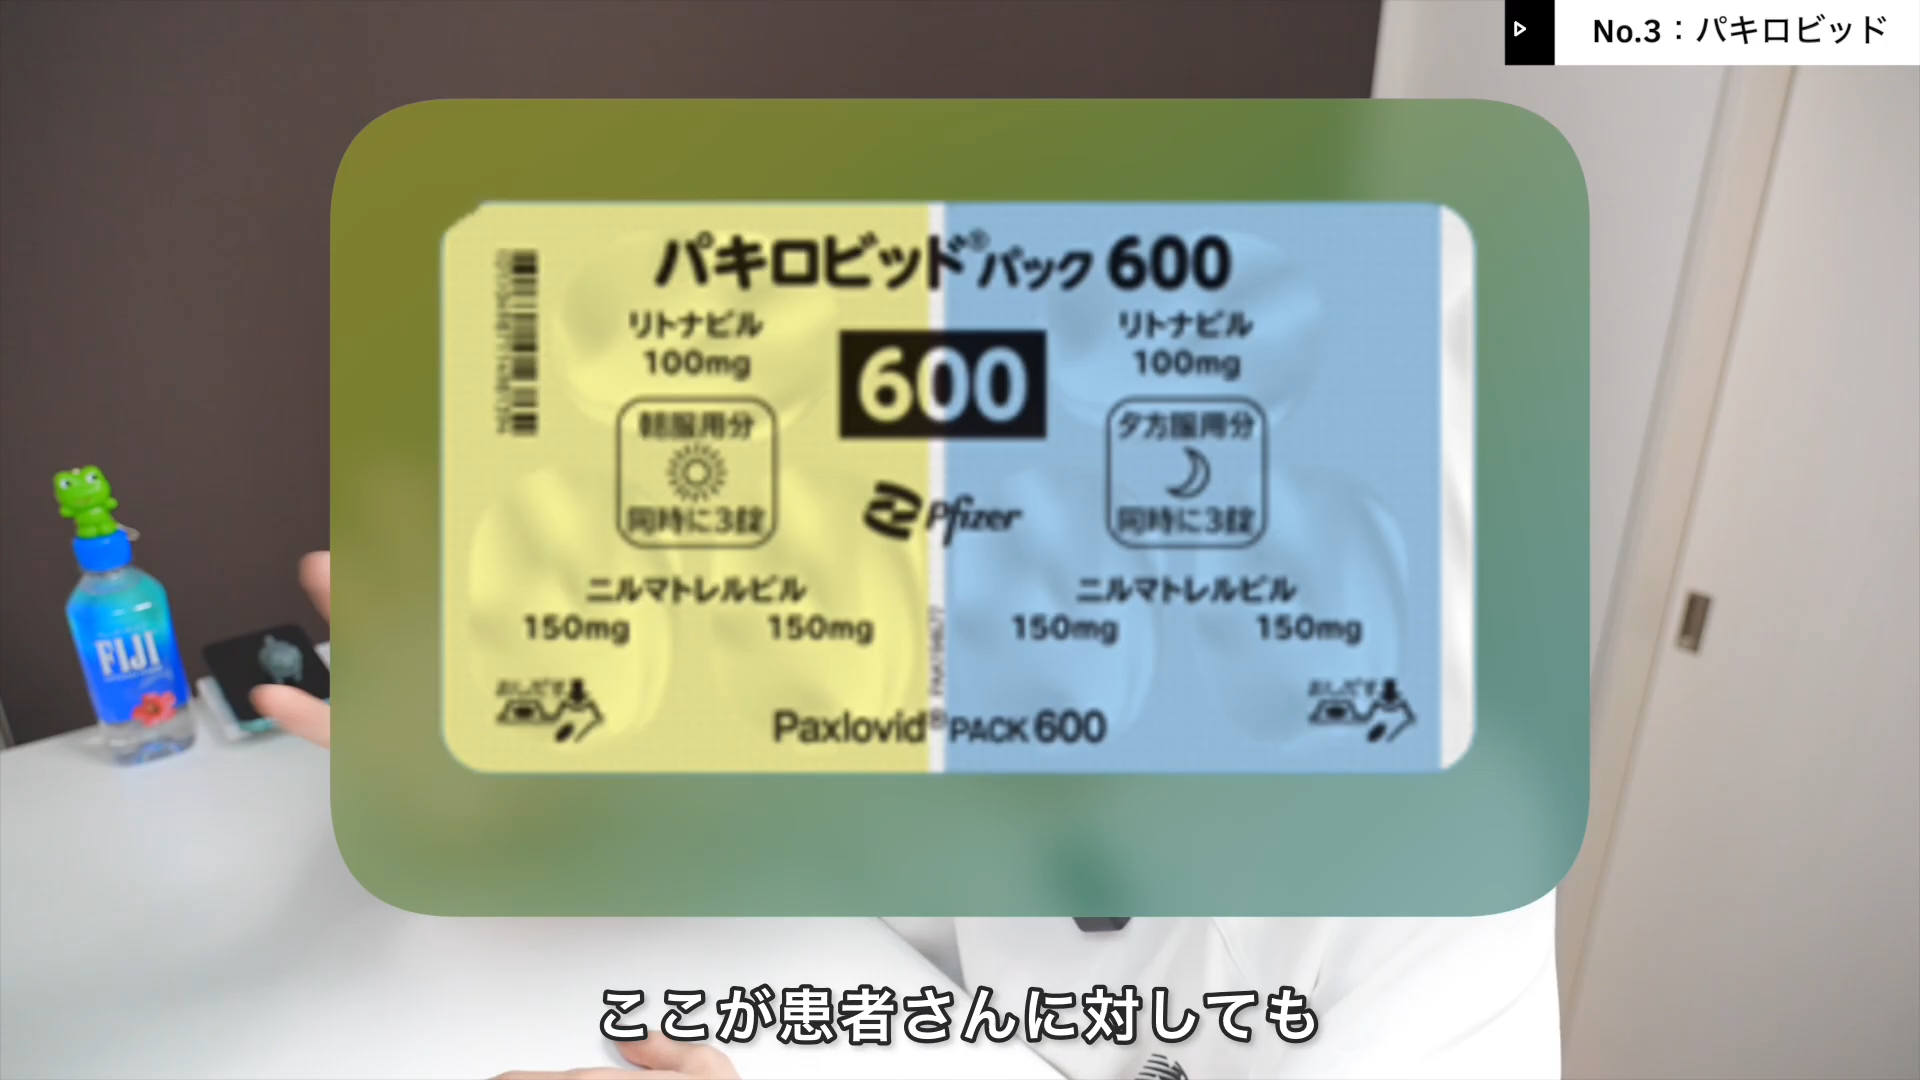 No.3：パキロビッド
パキロビッド®パック 600
リトナビル
100mg
朝服用分
同時に3錠
600
リトナビル
100mg
夕方服用分
同時に3錠
Pfizer
ニルマトレルビル
150mg 150mg
ニルマトレルビル
150mg 150mg
おしだす
おしだす
Paxlovid® PACK 600
FIJI
ここが患者さんに対しても